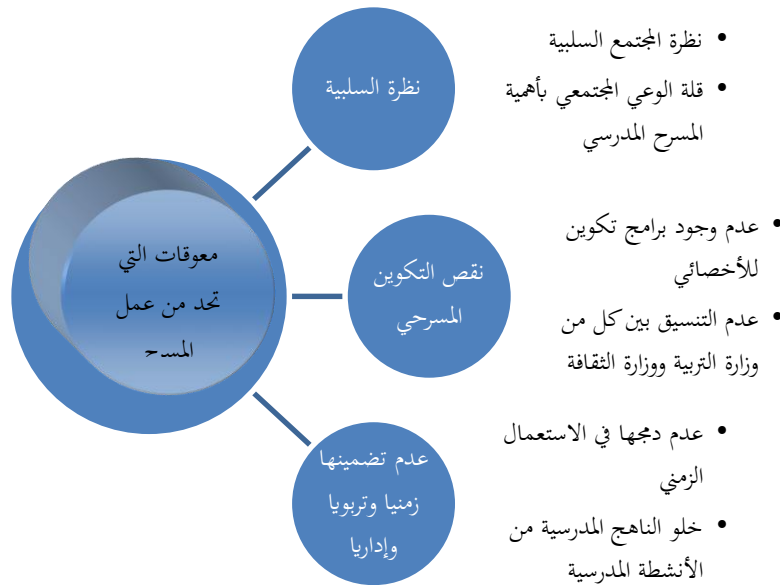 معوقات التي
تحد من عمل
المسرح
نظرة السلبية
• نظرة المجتمع السلبية
• قلة الوعي المجتمعي بأهمية
المسرح المدرسي
نقص التكوين
المسرحي
• عدم وجود برامج تكوين
للأخصائي
• عدم التنسيق بين كل من
وزارة التربية ووزارة الثقافة
عدم تضمينها
زمنيا وتربويا
وإداريا
• عدم دمجها في الاستعمال
الزمني
• خلو الناهج المدرسية من
الأنشطة المدرسية